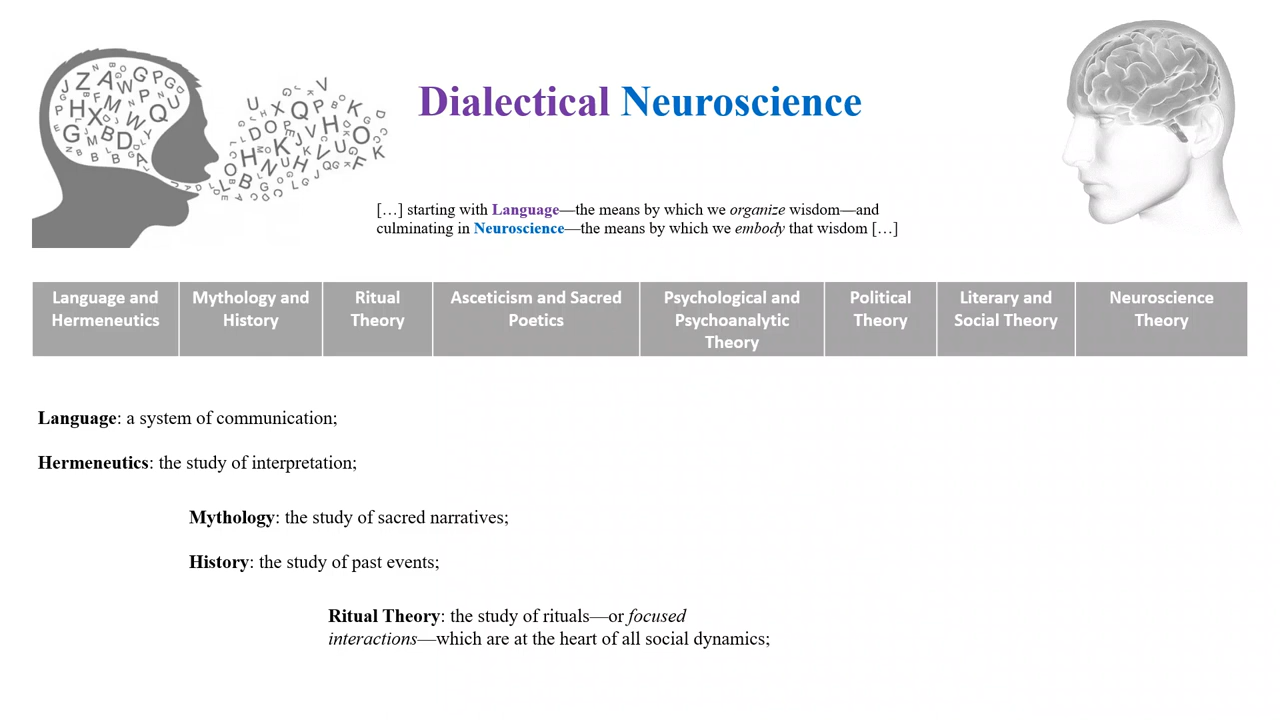 Dialectical Neuroscience
[…] starting with Language—the means by which we organize wisdom—and
culminating in Neuroscience—the means by which we embody that wisdom […]
Language and
Hermeneutics
Mythology and
History
Ritual
Theory
Asceticism and Sacred
Poetics
Psychological and
Psychoanalytic
Theory
Political
Theory
Literary and
Social Theory
Neuroscience
Theory
Language: a system of communication;
Hermeneutics: the study of interpretation;
Mythology: the study of sacred narratives;
History: the study of past events;
Ritual Theory: the study of rituals—or focused
interactions—which are at the heart of all social dynamics;